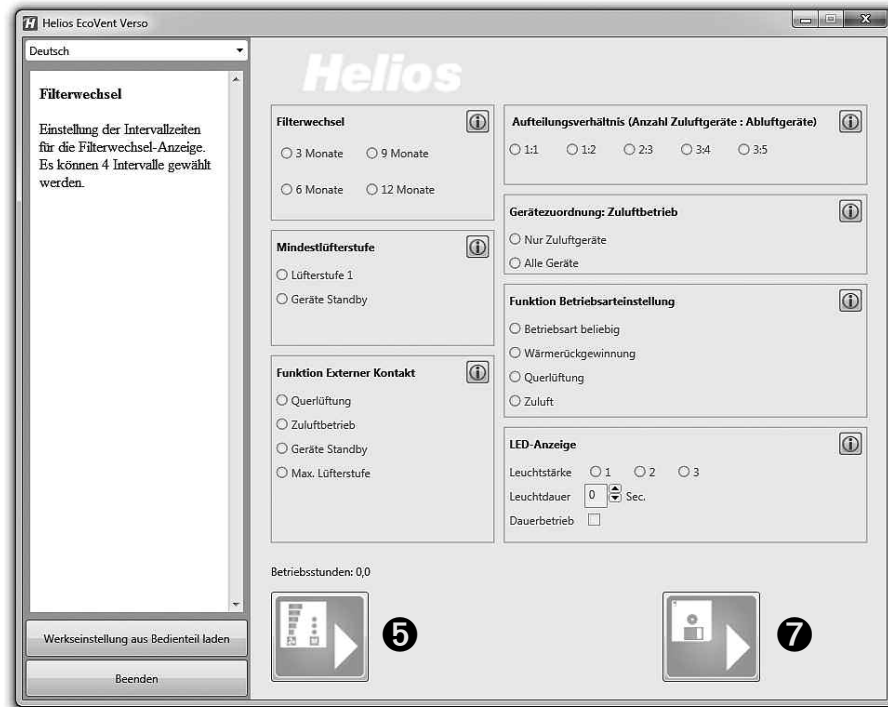 Helios EcoVent Verso
Deutsch
Filterwechsel
Einstellung der Intervallzeiten
für die Filterwechsel-Anzeige.
Es können 4 Intervalle gewählt
werden.
Werkseinstellung aus Bedienteil laden
Beenden
Helios
Filterwechsel
3 Monate 9 Monate
6 Monate 12 Monate
Mindestlüfterstufe
Lüfterstufe 1
Geräte Standby
Funktion Externer Kontakt
Querlüftung
Zuluftbetrieb
Geräte Standby
Max. Lüfterstufe
Aufteilungsverhältnis (Anzahl Zuluftgeräte : Abluftgeräte)
1:1 1:2 2:3 3:4 3:5
Gerätezuordnung: Zuluftbetrieb
Nur Zuluftgeräte
Alle Geräte
Funktion Betriebsarteinstellung
Betriebsart beliebig
Wärmerückgewinnung
Querlüftung
Zuluft
LED-Anzeige
Leuchtstärke 1 2 3
Leuchtdauer 0 Sec.
Dauerbetrieb
Betriebsstunden: 0,0
5
7